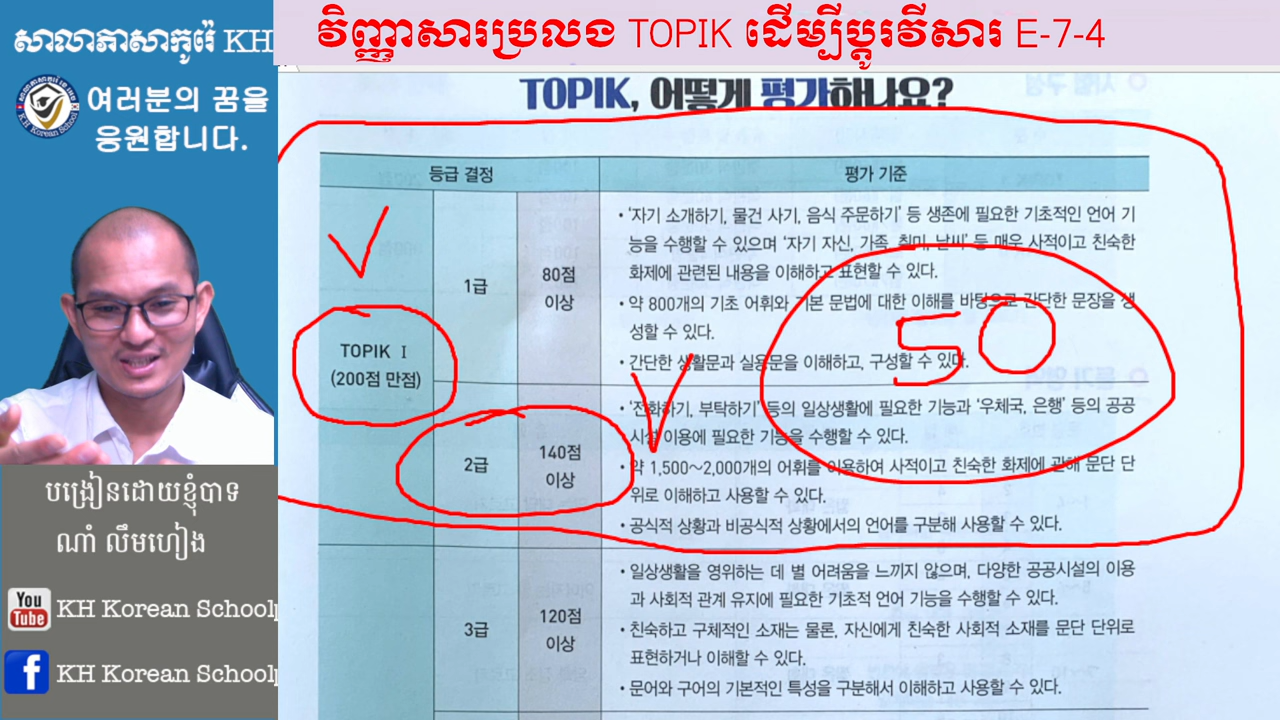 សាលាភាសាកូរ៉េ KH
វិញ្ញាសារប្រលង TOPIK ដើម្បីប្តូរវីសារ E-7-4
여러분의 꿈을
응원합니다.
KH Korean School
TOPIK, 어떻게 평가하나요?
등급 결정
평가 기준
TOPIK Ⅰ
(200점 만점)
1급
80점
이상
• ‘자기 소개하기, 물건 사기, 음식 주문하기’ 등 생존에 필요한 기초적인 언어 기
능을 수행할 수 있으며 ‘자기 자신, 가족, 취미, 날씨’ 등 매우 사적이고 친숙한
화제에 관련된 내용을 이해하고 표현할 수 있다.
• 약 800개의 기초 어휘와 기본 문법에 대한 이해를 바탕으로 간단한 문장을 생
성할 수 있다.
• 간단한 생활문과 실용문을 이해하고, 구성할 수 있다.
50
2급
140점
이상
• ‘전화하기, 부탁하기’ 등의 일상생활에 필요한 기능과 ‘우체국, 은행’ 등의 공공
시설 이용에 필요한 기능을 수행할 수 있다.
• 약 1,500～2,000개의 어휘를 이용하여 사적이고 친숙한 화제에 관해 문단 단
위로 이해하고 사용할 수 있다.
• 공식적 상황과 비공식적 상황에서의 언어를 구분해 사용할 수 있다.
3급
120점
이상
• 일상생활을 영위하는 데 별 어려움을 느끼지 않으며, 다양한 공공시설의 이용
과 사회적 관계 유지에 필요한 기초적 언어 기능을 수행할 수 있다.
• 친숙하고 구체적인 소재는 물론, 자신에게 친숙한 사회적 소재를 문단 단위로
표현하거나 이해할 수 있다.
• 문어와 구어의 기본적인 특성을 구분해서 이해하고 사용할 수 있다.
បង្រៀនដោយខ្ញុំបាទ
ណាំ លឹមហៀង
You
Tube
KH Korean School
f
KH Korean School